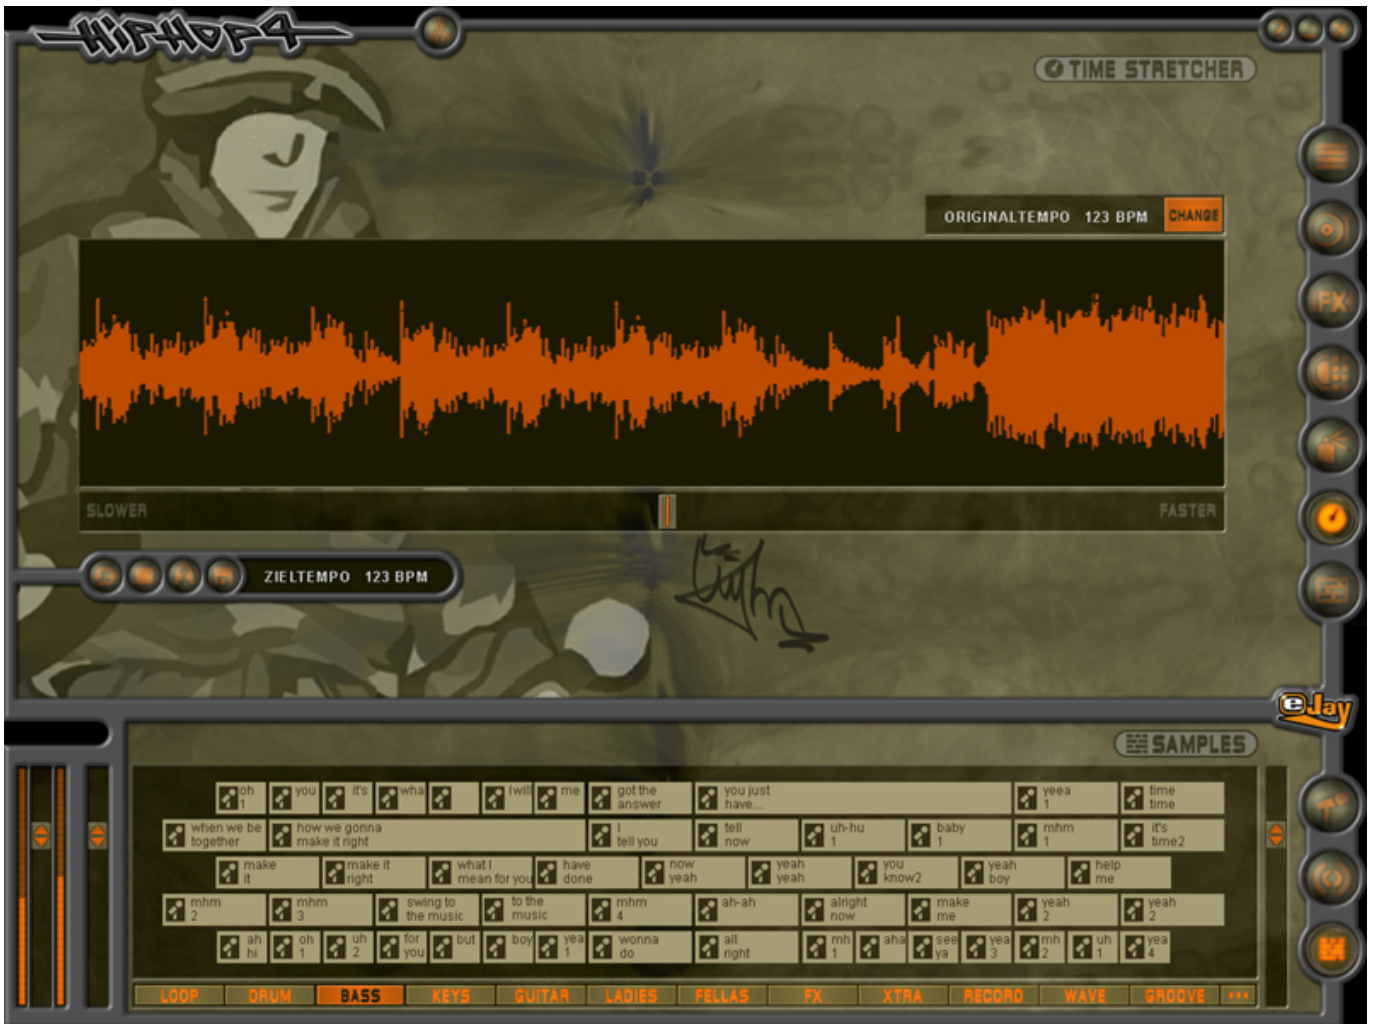 HIPHOP4
TIME STRETCHER
ORIGINALTEMPO 123 BPM CHANGE
FX
SLOWER
FASTER
ZIELTEMPO 123 BPM
eJay
SAMPLES
oh 1
you
it's
wha
I will
me
got the answer
you just have...
yeea 1
time time
when we be together
how we gonna make it right
I tell you
tell now
uh-hu 1
baby 1
mhm 1
it's time2
make it
make it right
what I mean for you
have done
now yeah
yeah yeah
you know2
yeah boy
help me
mhm 2
mhm 3
swing to the music
to the music
mhm 4
ah-ah
alright now
make me
yeah 2
yeah 2
ah hi
oh 1
uh 2
for you
but
boy
yea 1
wonna do
all right
mh 1
aha
see ya
yea 3
mh 2
uh 1
yea 4
LOOP DRUM BASS KEYS GUITAR LADIES FELLAS FX XTRA RECORD WAVE GROOVE ...